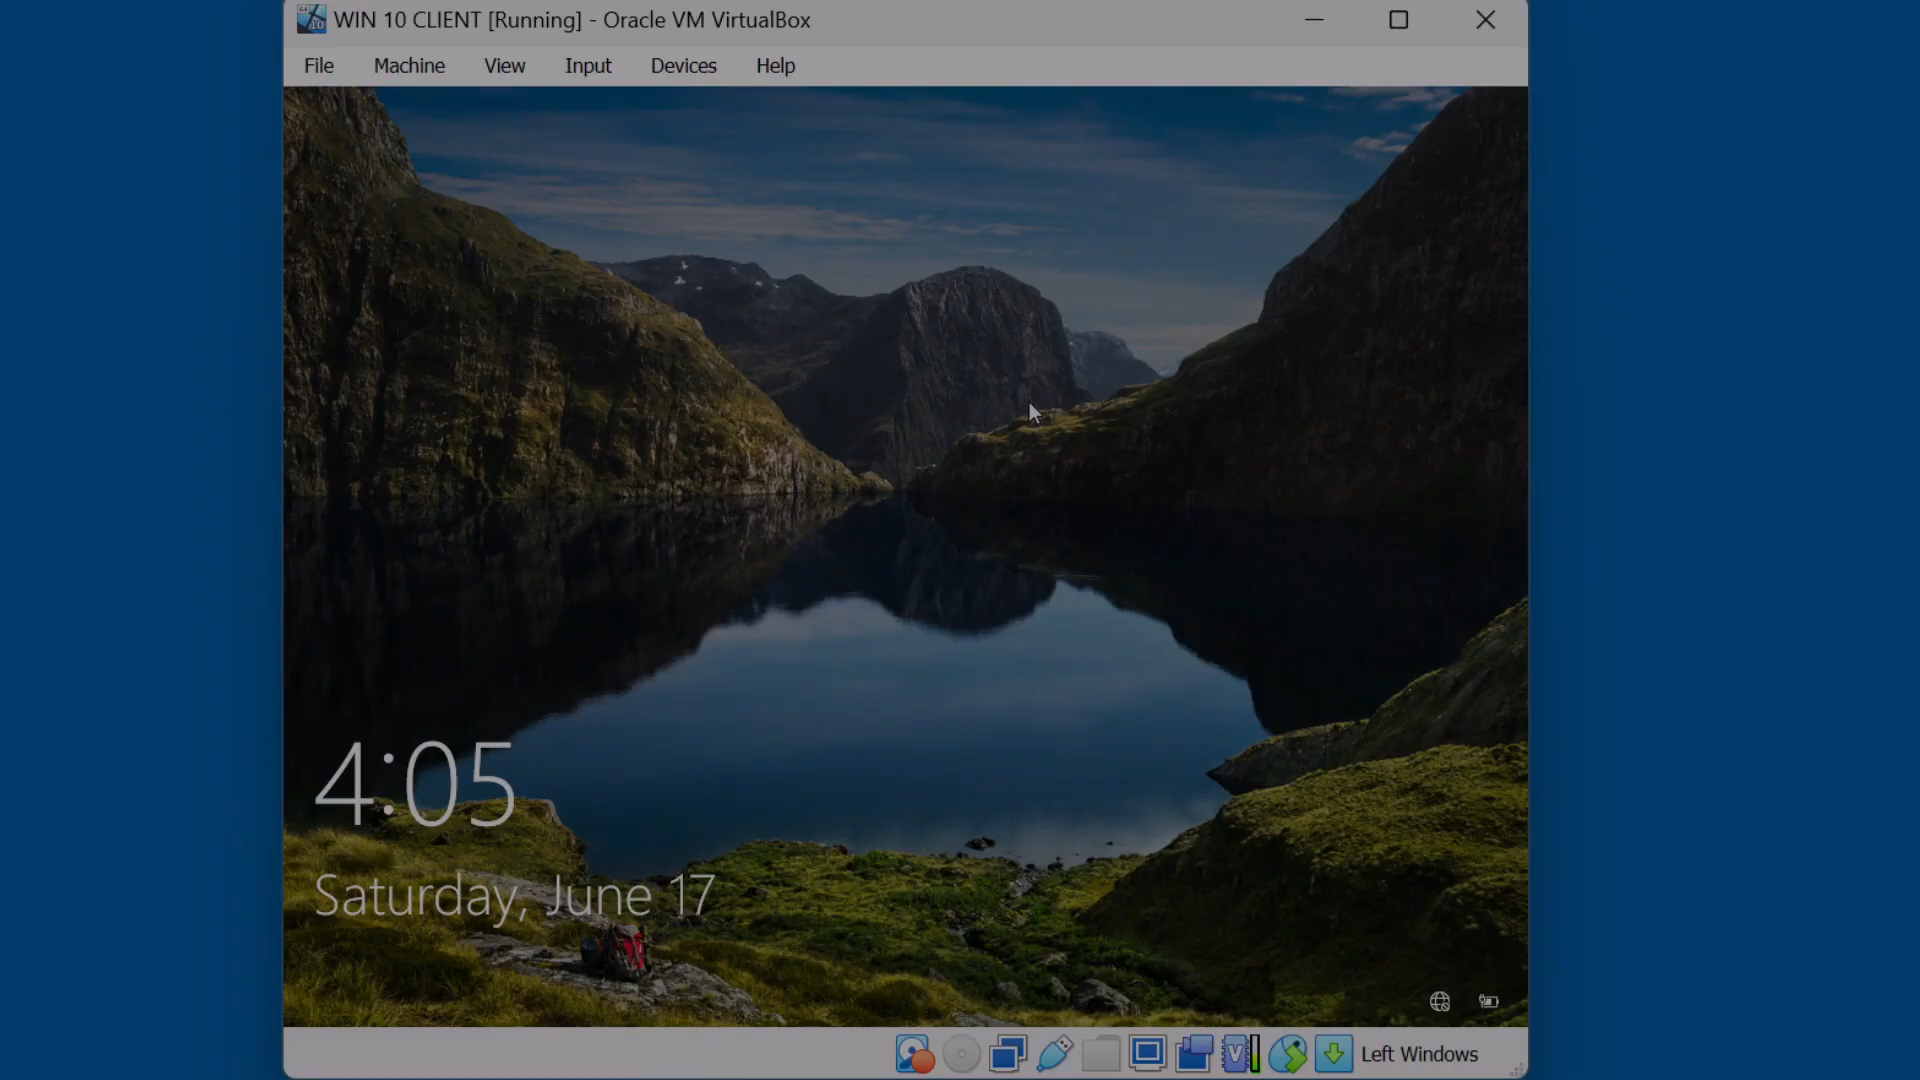 WIN 10 CLIENT [Running] - Oracle VM VirtualBox
File Machine View Input Devices Help
4:05
Saturday, June 17
Left Windows